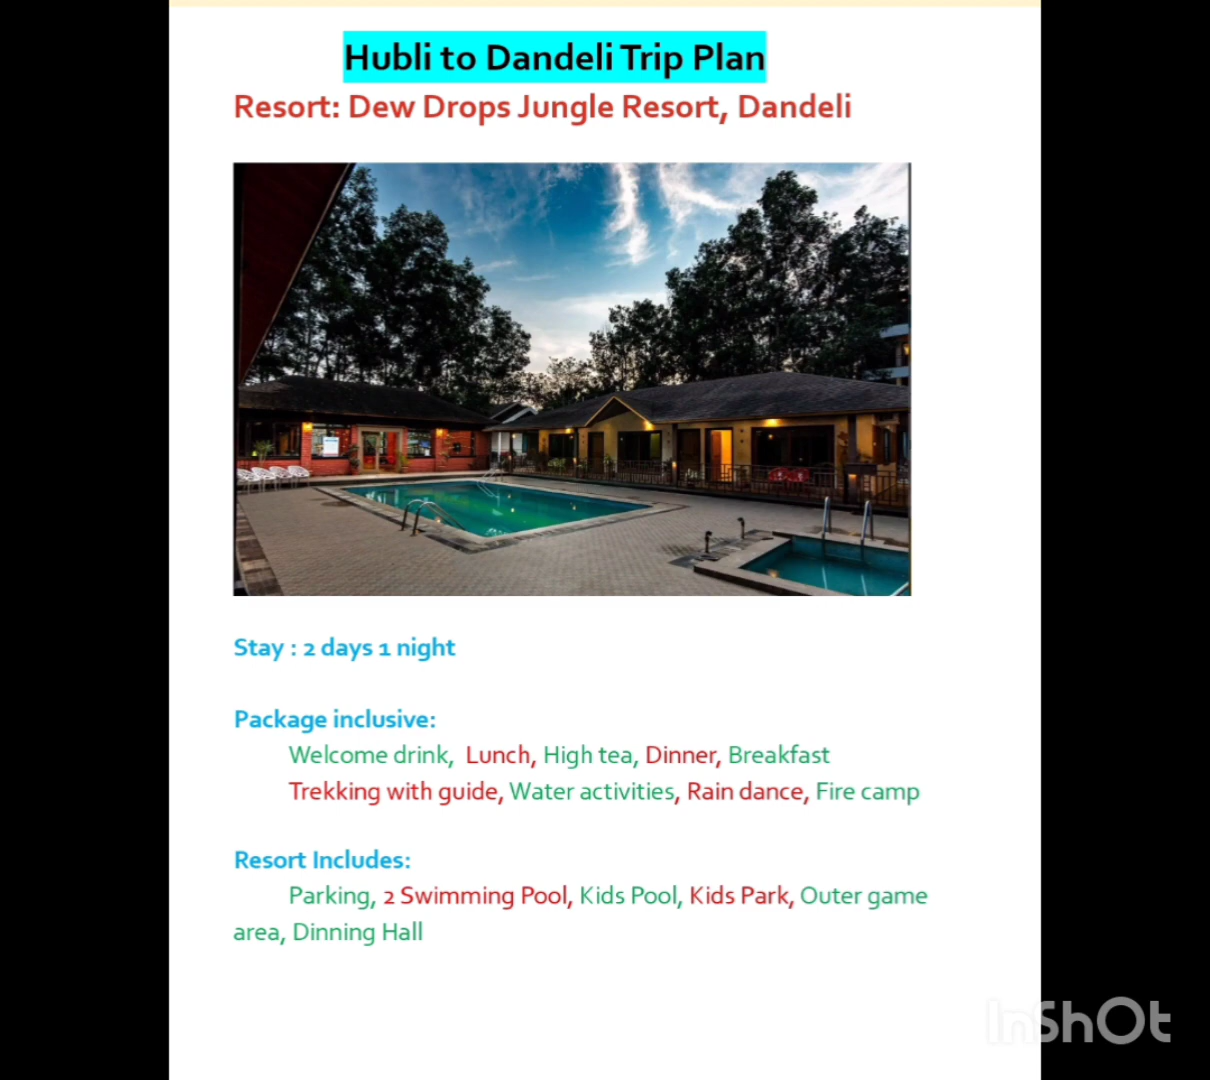 Hubli to Dandeli Trip Plan
Resort: Dew Drops Jungle Resort, Dandeli
Stay : 2 days 1 night
Package inclusive:
Welcome drink, Lunch, High tea, Dinner, Breakfast
Trekking with guide, Water activities, Rain dance, Fire camp
Resort Includes:
Parking, 2 Swimming Pool, Kids Pool, Kids Park, Outer game
area, Dinning Hall
InShOt